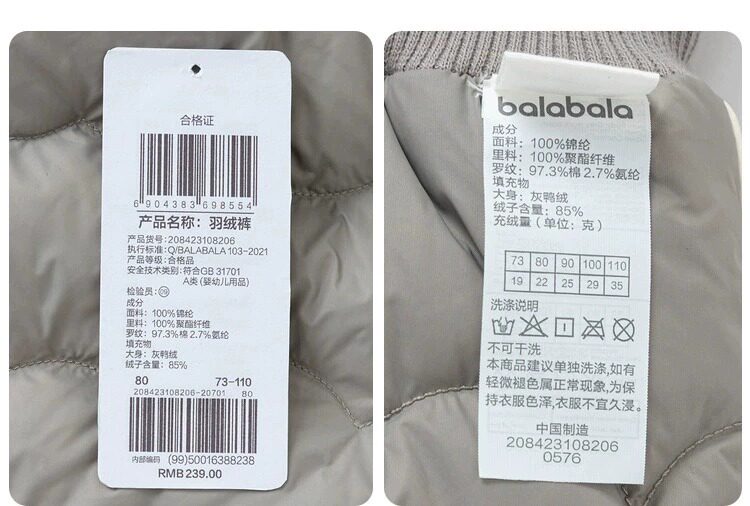 合格证
6 904383 698554
产品名称：羽绒裤
产品货号：208423108206
执行标准：Q/BALABALA 103-2021
产品等级：合格品
安全技术类别：符合GB 31701
A类 (婴幼儿用品)
检验员：09
成分
面料：100%锦纶
里料：100%聚酯纤维
罗纹：97.3%棉 2.7%氨纶
填充物
大身：灰鸭绒
绒子含量：85%
80 73-110
208423108206-20701 80
内部编码 (99)50016388238
RMB 239.00
balabala
成分
面料：100%锦纶
里料：100%聚酯纤维
罗纹：97.3%棉 2.7%氨纶
填充物
大身：灰鸭绒
绒子含量：85%
充绒量（单位：克）
73 80 90 100 110
19 22 25 29 35
洗涤说明
不可干洗
本商品建议单独洗涤,如有
轻微褪色属正常现象,为保
持衣服色泽,衣服不宜久浸。
中国制造
208423108206
0576